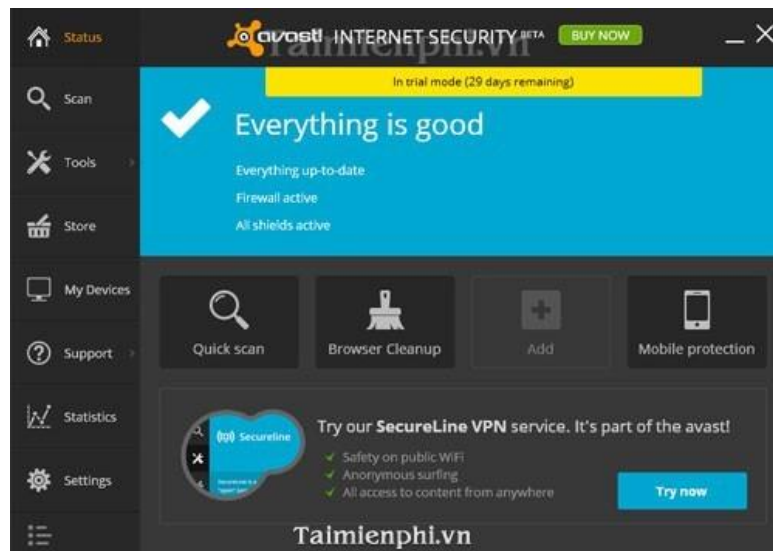 Status
avast! INTERNET SECURITY BETA BUY NOW
Taimienphi.vn
In trial mode (29 days remaining)
Scan
Everything is good
Tools
Everything up-to-date
Firewall active
Store
All shields active
My Devices
Quick scan
Browser Cleanup
Add
Mobile protection
Support
Statistics
Secureline
Try our SecureLine VPN service. It's part of the avast!
Safety on public WiFi
Anonymous surfing
All access to content from anywhere
Try now
Settings
Taimienphi.vn